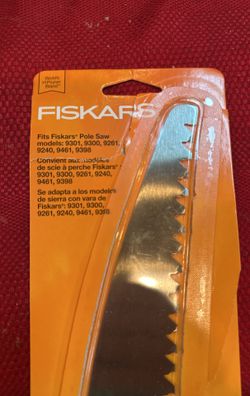 FISKARS
Fits Fiskars® Pole Saw
models: 9301, 9300, 9261,
9240, 9461, 9398
Convient aux modèles
de scie à perche Fiskars® :
9301, 9300, 9261, 9240,
9461, 9398
Se adapta a los modelos
de sierra con vara de
Fiskars®: 9301, 9300,
9261, 9240, 9461, 9398